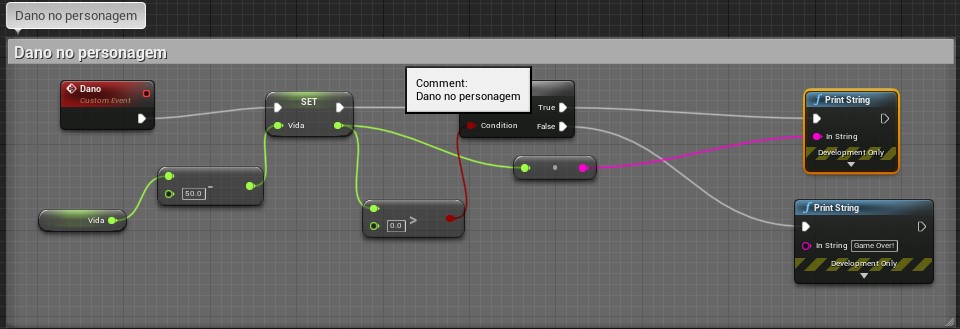 Dano no personagem
Dano no personagem
Dano
Custom Event
SET
Vida
Comment:
Dano no personagem
True
Condition
False
Print String
In String
Development Only
50.0
-
Vida
0.0
>
Print String
In String
Game Over!
Development Only